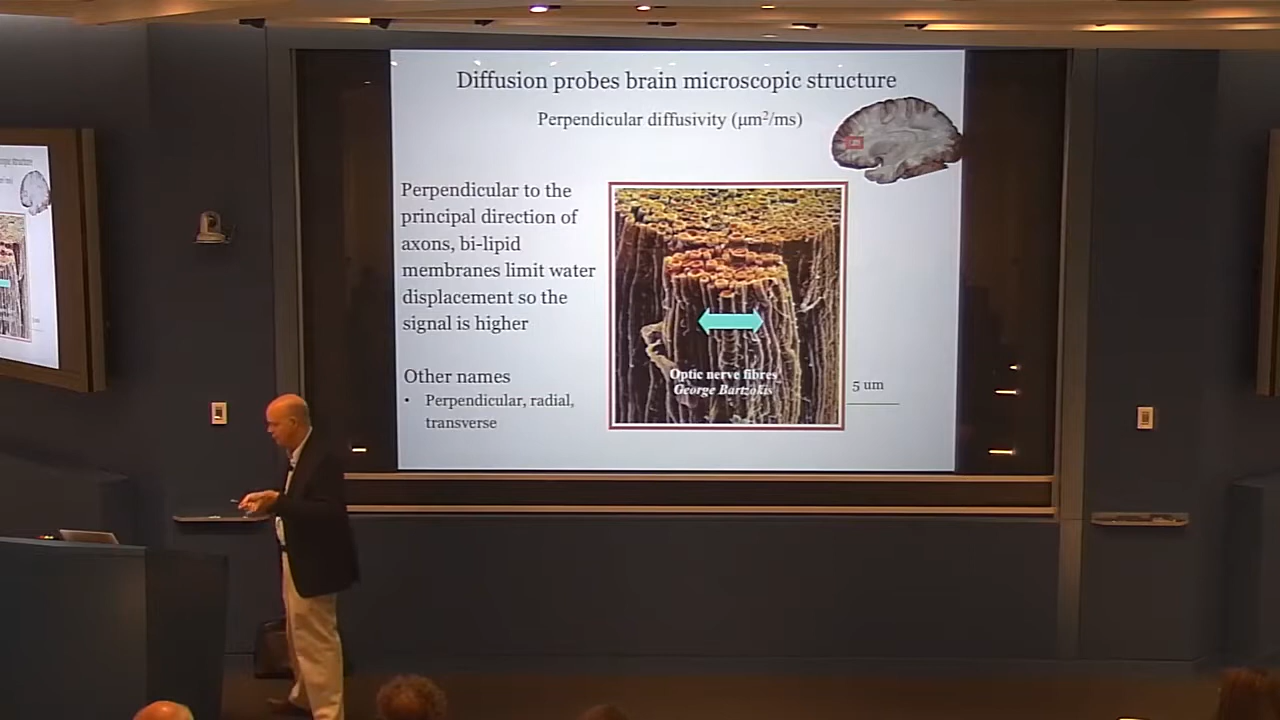 Diffusion probes brain microscopic structure
Perpendicular diffusivity (μm²/ms)
Perpendicular to the
principal direction of
axons, bi-lipid
membranes limit water
displacement so the
signal is higher
Other names
• Perpendicular, radial,
transverse
Optic nerve fibres
George Bartzokis
5 um